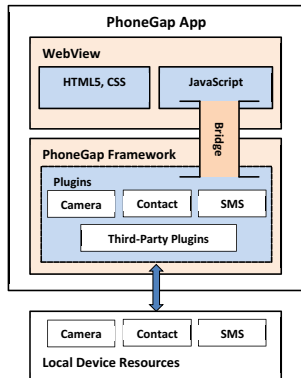 PhoneGap App
WebView
HTML5, CSS
JavaScript
Bridge
PhoneGap Framework
Plugins
Camera
Contact
SMS
Third-Party Plugins
Camera
Contact
SMS
Local Device Resources